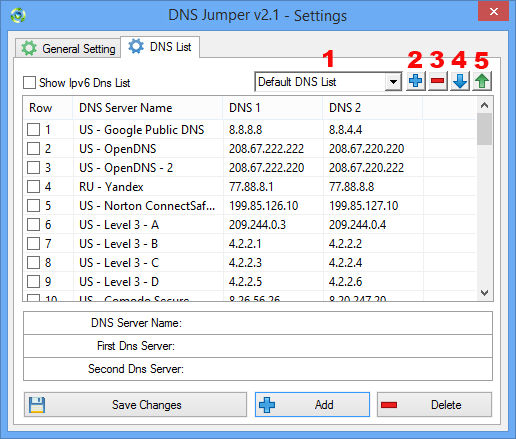 DNS Jumper v2.1 - Settings
General Setting DNS List
1 2 3 4 5
Show Ipv6 Dns List Default DNS List
Row DNS Server Name DNS 1 DNS 2
1 US - Google Public DNS 8.8.8.8 8.8.4.4
2 US - OpenDNS 208.67.222.222 208.67.220.220
3 US - OpenDNS - 2 208.67.222.220 208.67.220.222
4 RU - Yandex 77.88.8.1 77.88.8.8
5 US - Norton ConnectSaf... 199.85.126.10 199.85.127.10
6 US - Level 3 - A 209.244.0.3 209.244.0.4
7 US - Level 3 - B 4.2.2.1 4.2.2.2
8 US - Level 3 - C 4.2.2.3 4.2.2.4
9 US - Level 3 - D 4.2.2.5 4.2.2.6
10 US - Comodo Secure 8.26.56.26 8.20.247.20
DNS Server Name:
First Dns Server:
Second Dns Server:
Save Changes Add Delete